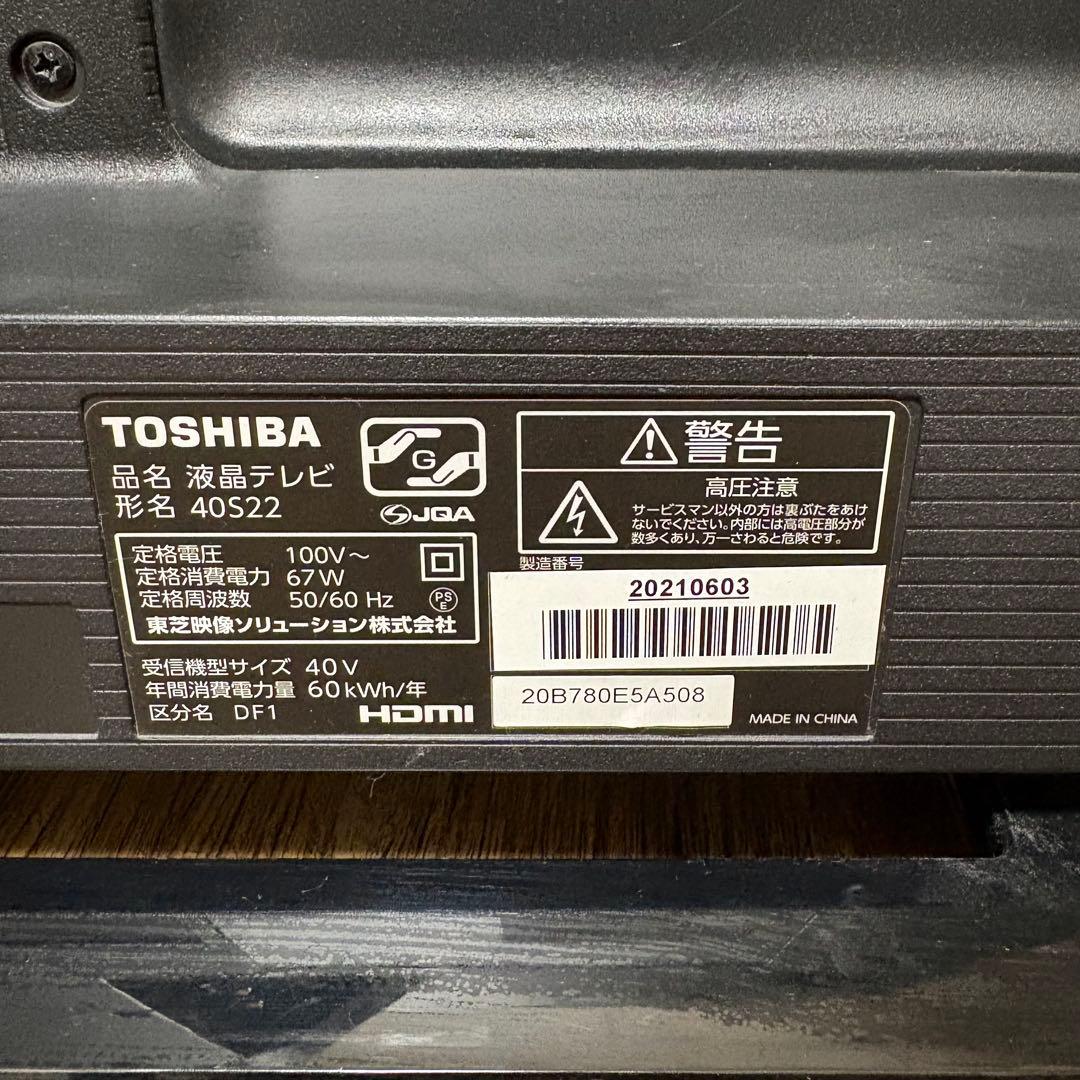 TOSHIBA
品名 液晶テレビ
形名 40S22
G
JQA
定格電圧 100V～
定格消費電力 67W
定格周波数 50/60 Hz
PS
E
東芝映像ソリューション株式会社
受信機型サイズ 40V
年間消費電力量 60kWh/年
区分名 DF1
HDMI
警告
高圧注意
サービスマン以外の方は裏ぶたをあけ
ないでください。内部には高電圧部分が
数多くあり、万一さわると危険です。
製造番号
20210603
20B780E5A508
MADE IN CHINA